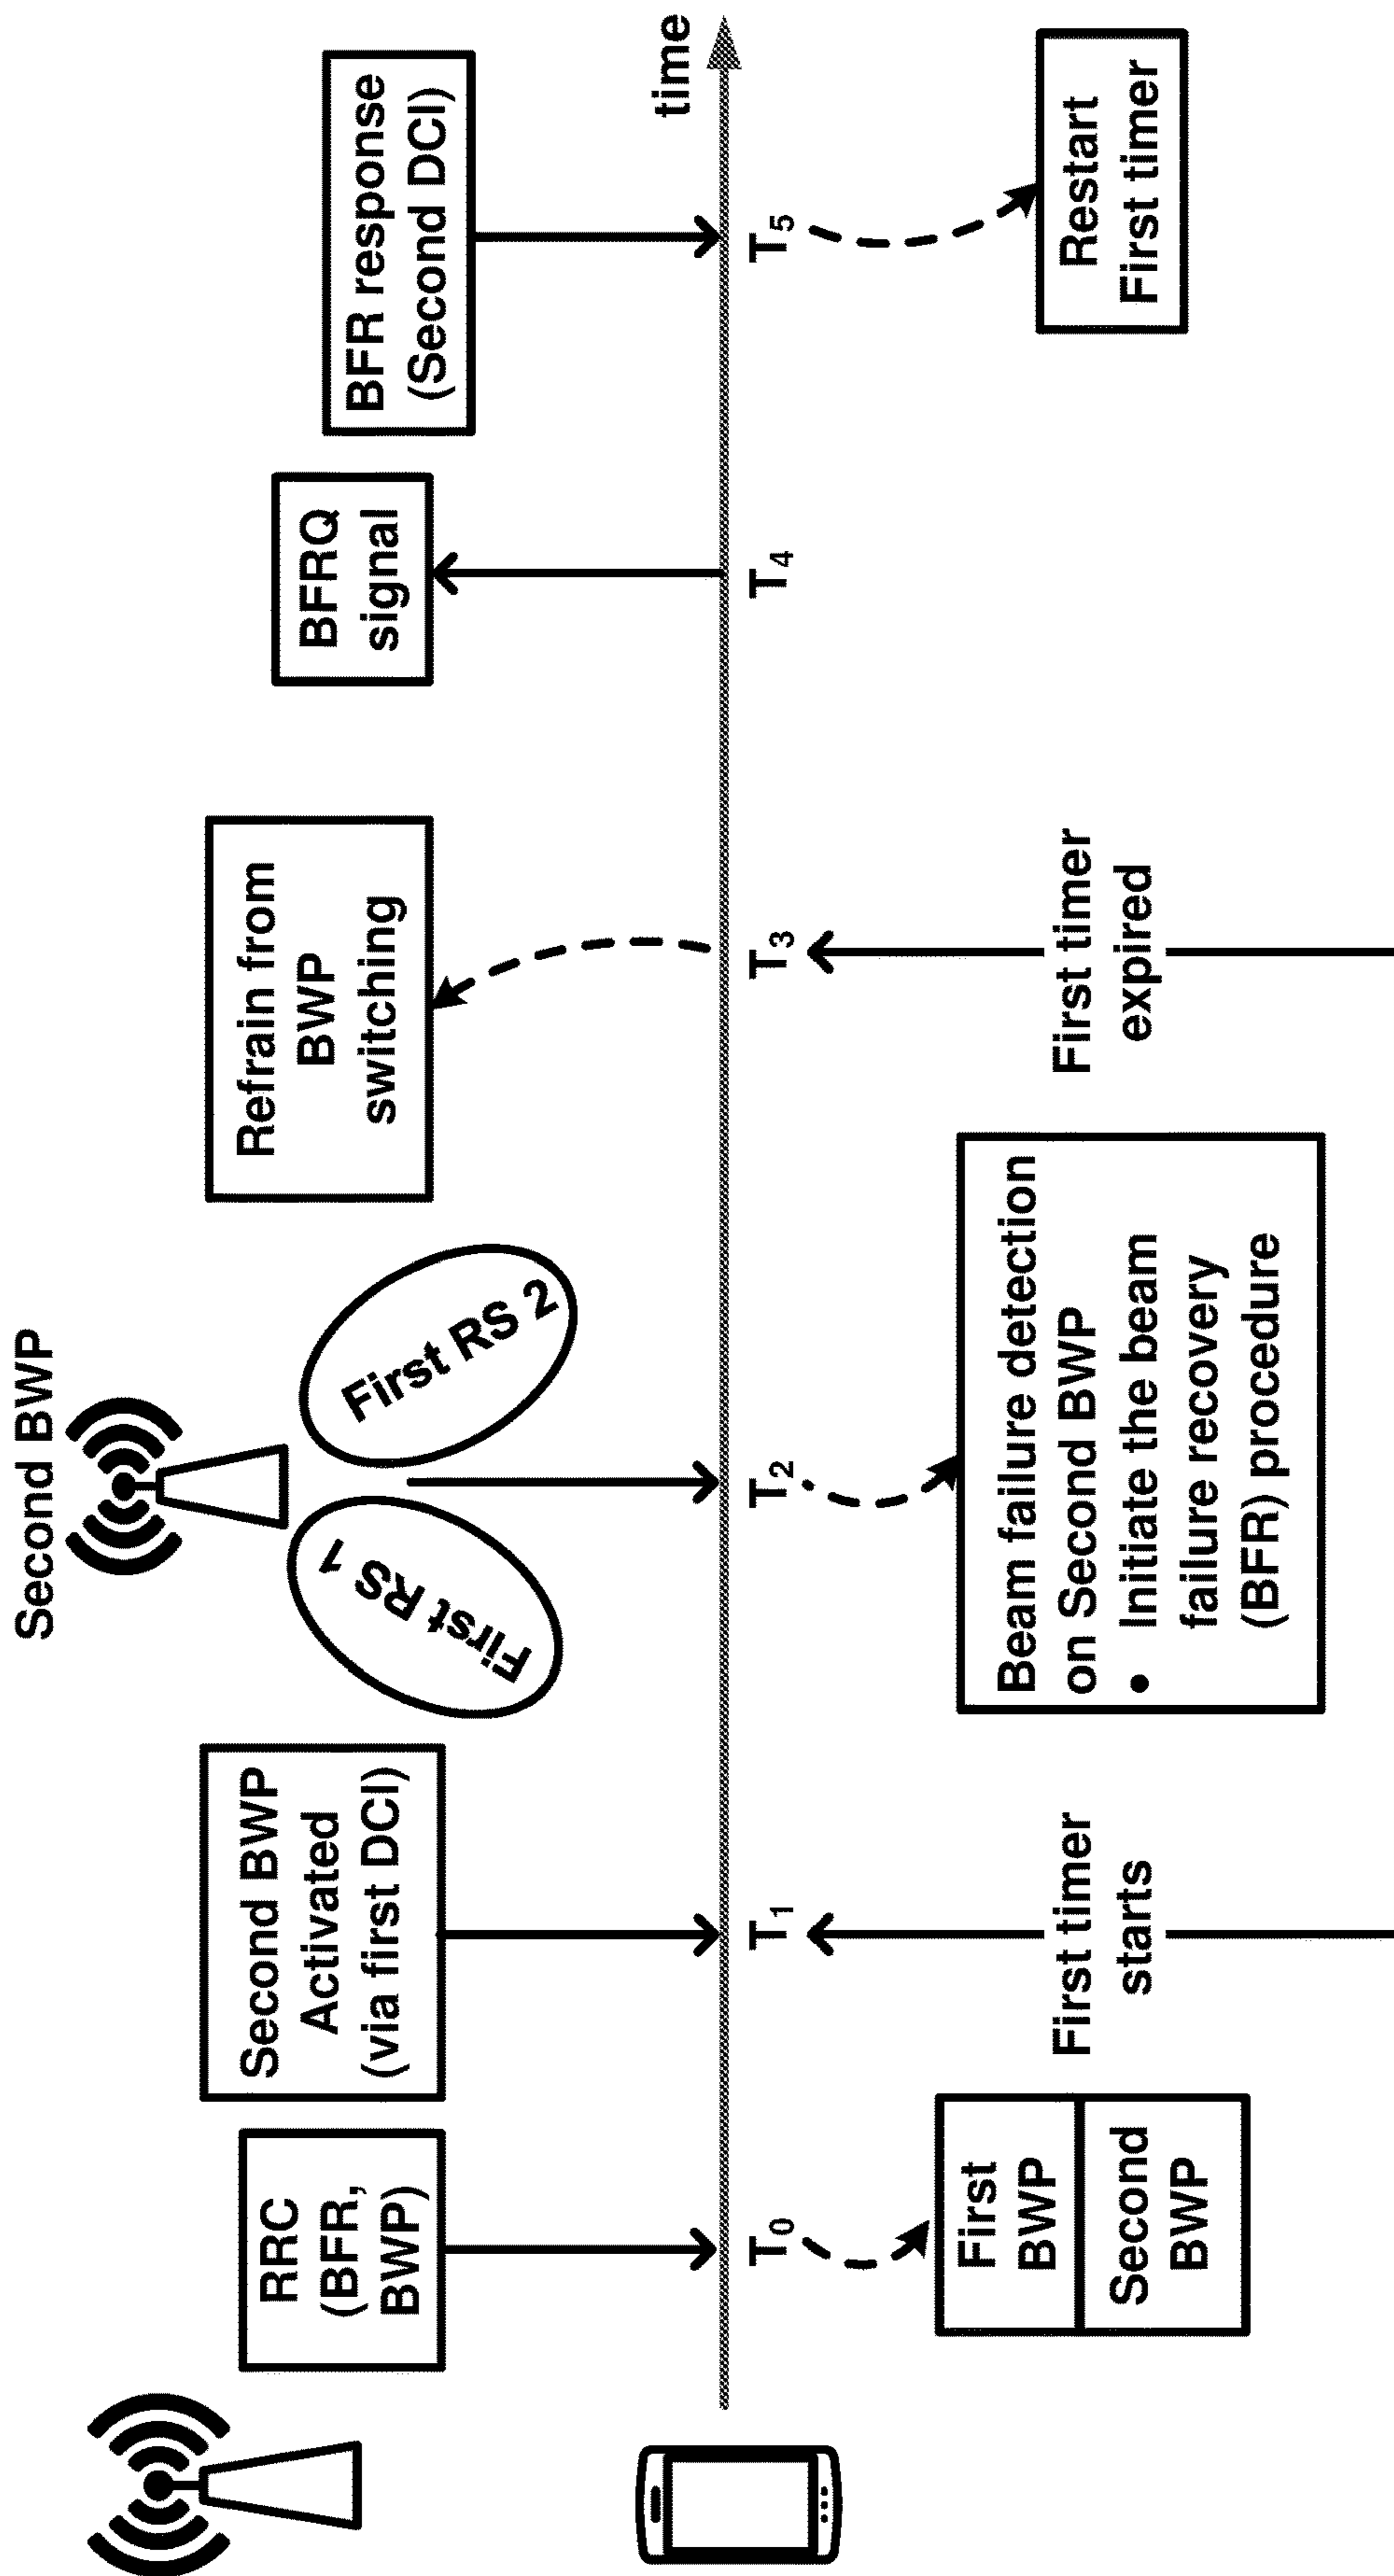 Second BWP
RRC
(BFR,
BWP)
Second BWP
Activated
(via first DCI)
First RS 1
First RS 2
Refrain from
BWP
switching
BFRQ
signal
BFR response
(Second DCI)
time
T0
T1
T2
T3
T4
T5
First
BWP
Second
BWP
First timer
starts
Beam failure detection
on Second BWP
• Initiate the beam
failure recovery
(BFR) procedure
First timer
expired
Restart
First timer